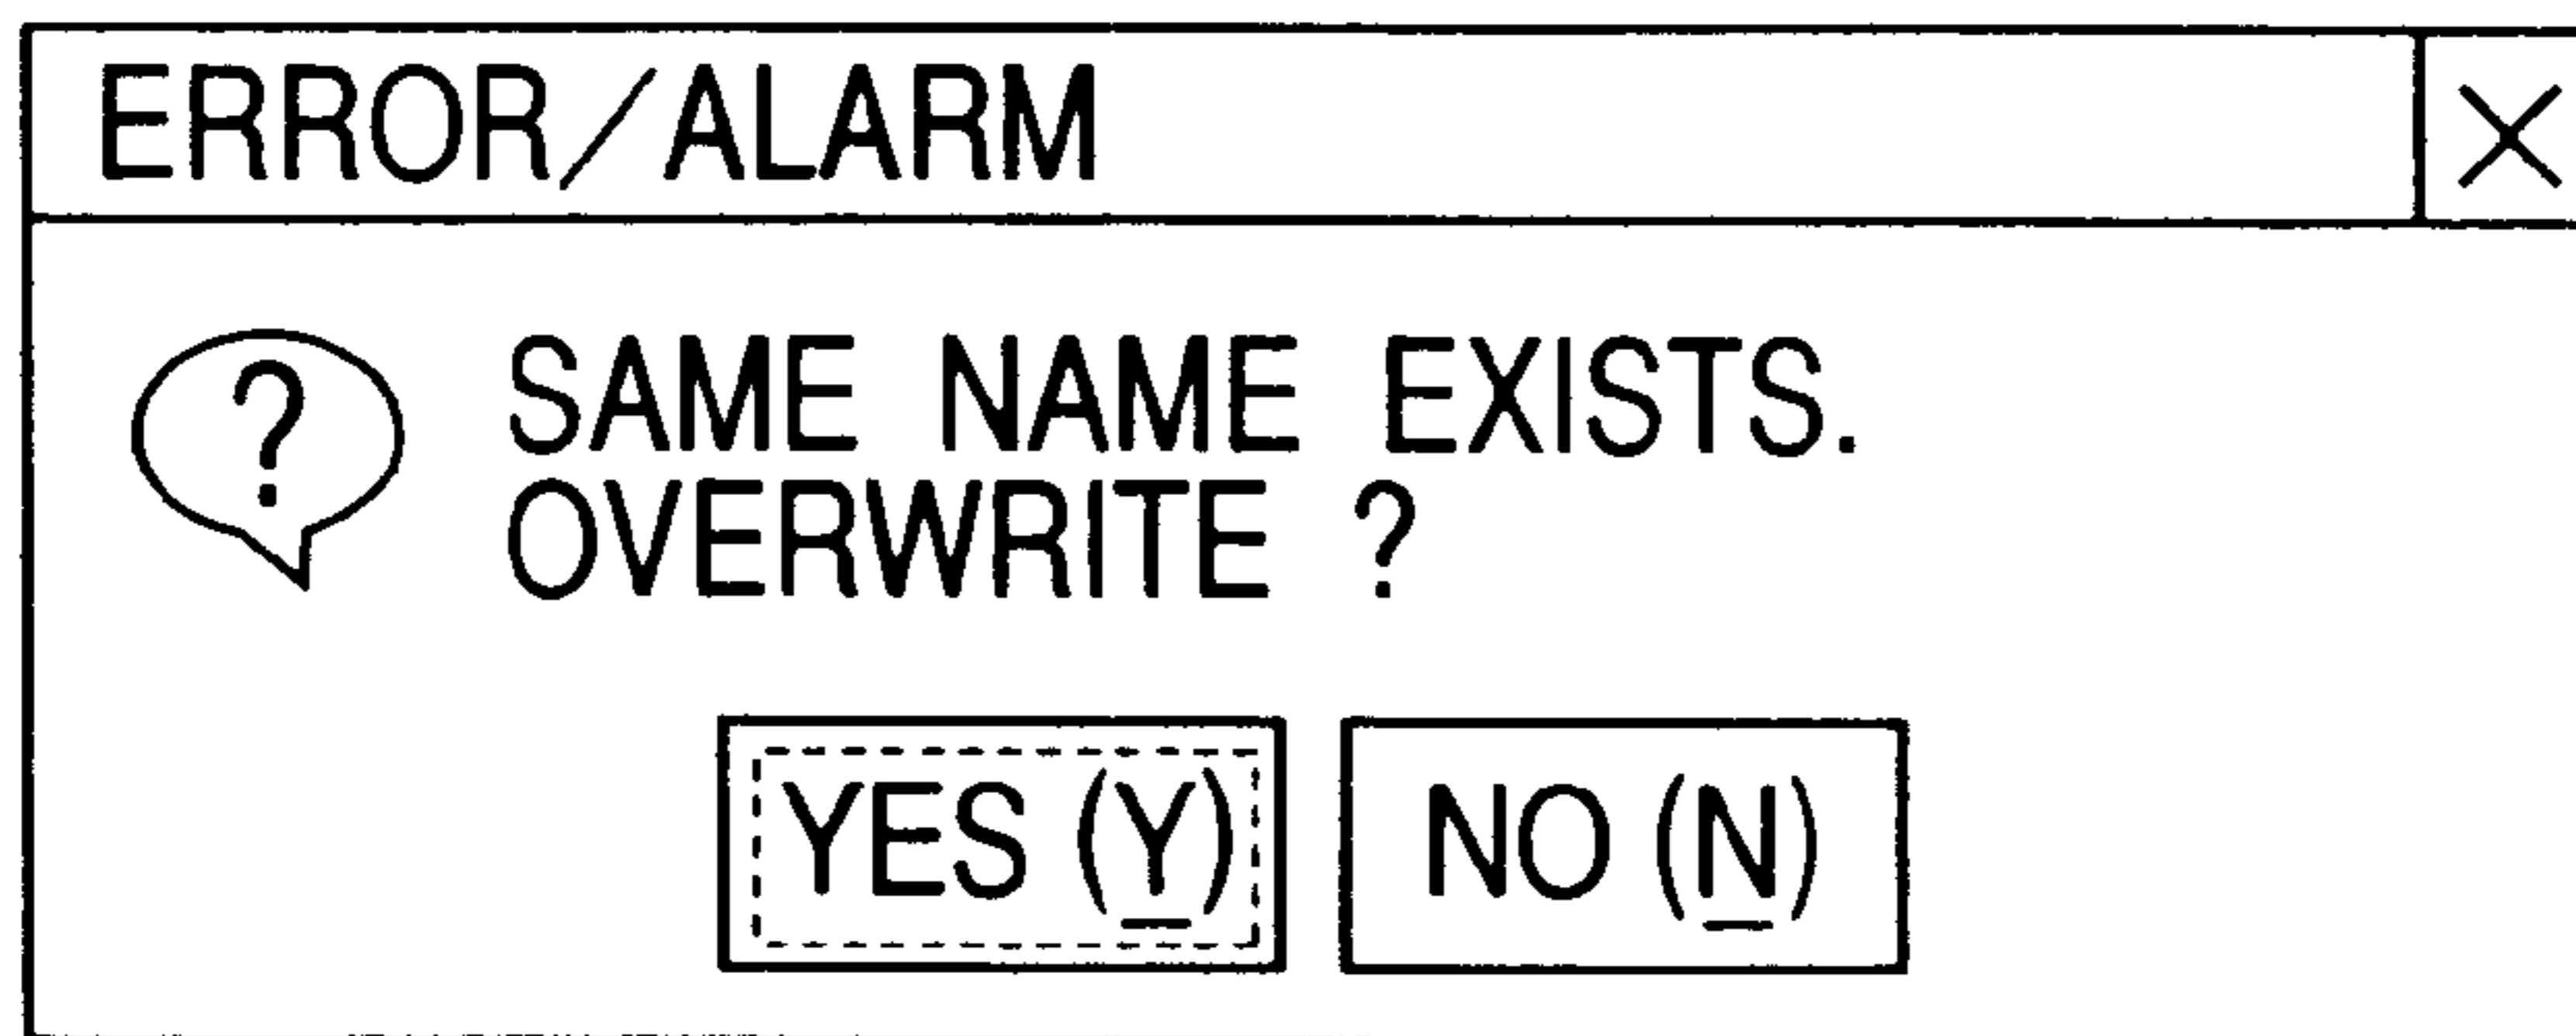 ERROR/ALARM
?
SAME NAME EXISTS.
OVERWRITE ?
YES (Y) NO (N)